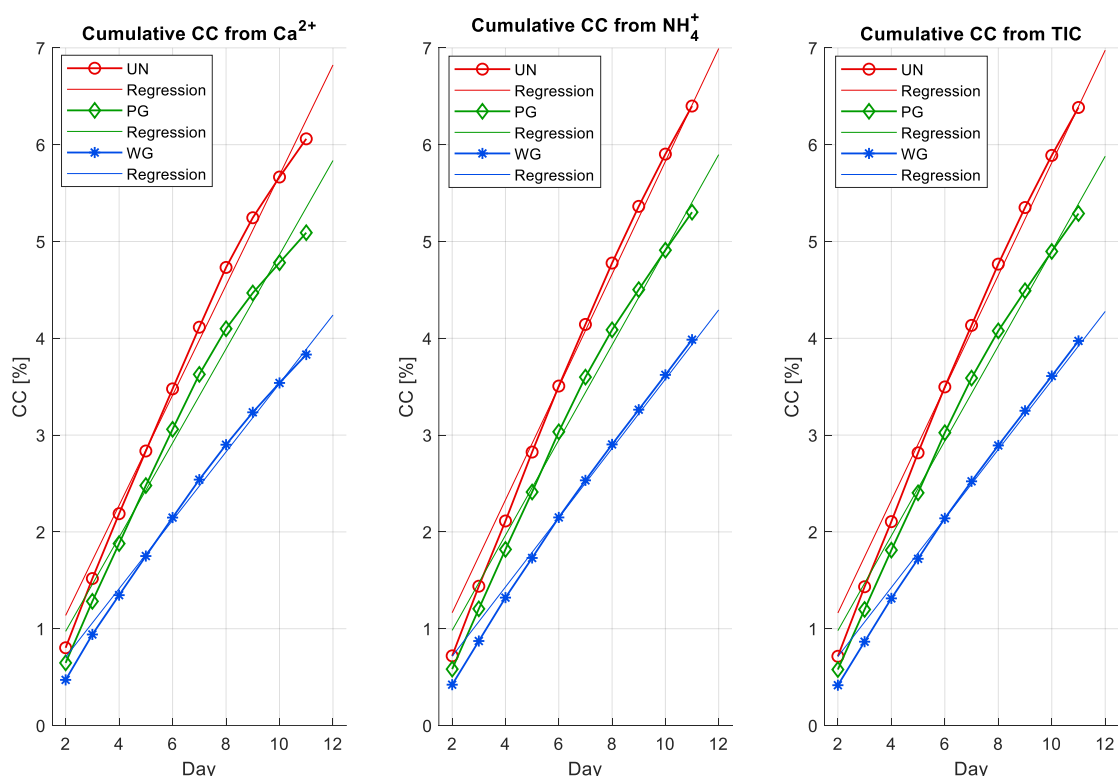 Cumulative CC from Ca²⁺
7
6
5
4
3
2
1
0
CC [%]
UN
Regression
PG
Regression
WG
Regression
2 4 6 8 10 12
Day
Cumulative CC from NH₄⁺
7
6
5
4
3
2
1
0
CC [%]
UN
Regression
PG
Regression
WG
Regression
2 4 6 8 10 12
Day
Cumulative CC from TIC
7
6
5
4
3
2
1
0
CC [%]
UN
Regression
PG
Regression
WG
Regression
2 4 6 8 10 12
Day